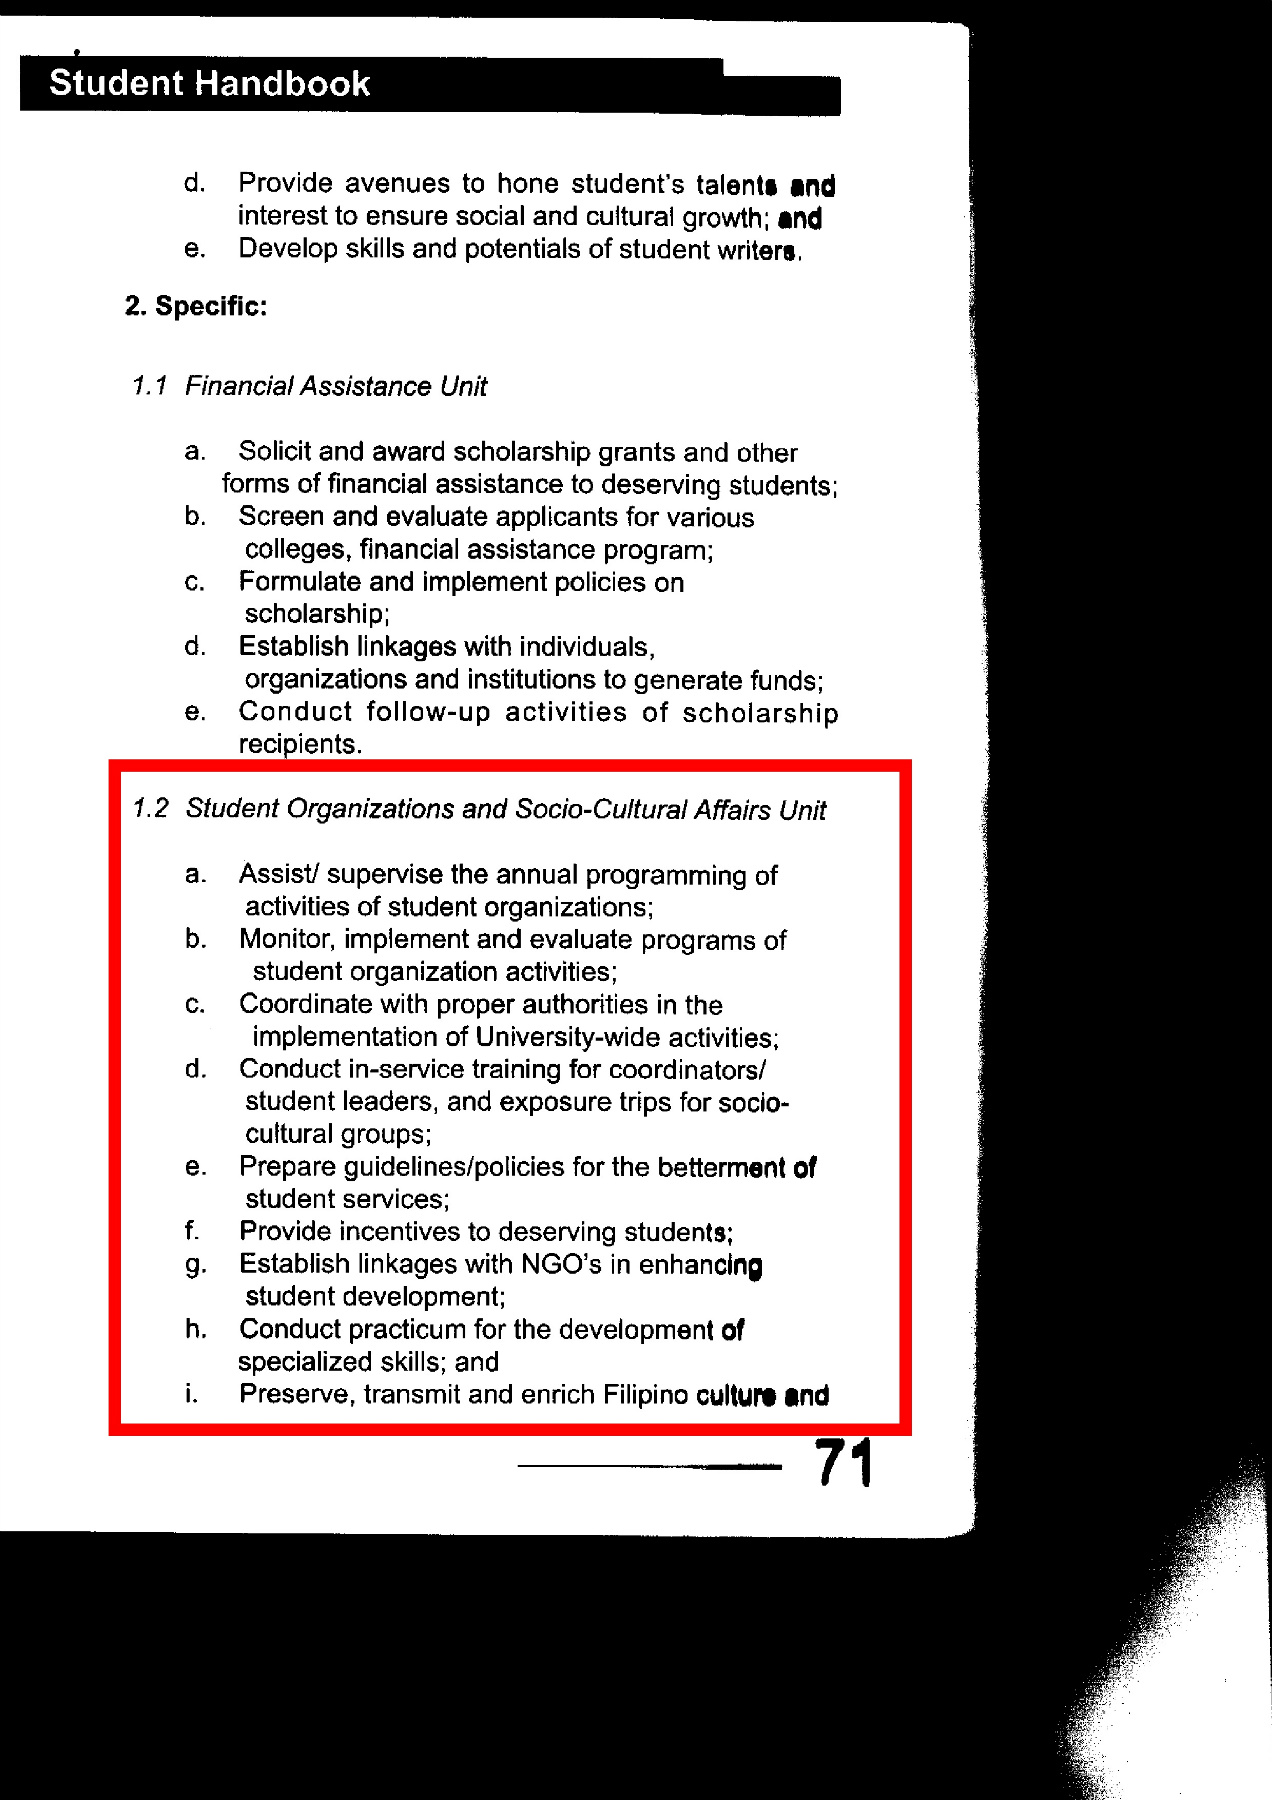 Student Handbook
d. Provide avenues to hone student's talents and
interest to ensure social and cultural growth; and
e. Develop skills and potentials of student writers.
2. Specific:
1.1 Financial Assistance Unit
a. Solicit and award scholarship grants and other
forms of financial assistance to deserving students;
b. Screen and evaluate applicants for various
colleges, financial assistance program;
c. Formulate and implement policies on
scholarship;
d. Establish linkages with individuals,
organizations and institutions to generate funds;
e. Conduct follow-up activities of scholarship
recipients.
1.2 Student Organizations and Socio-Cultural Affairs Unit
a. Assist/ supervise the annual programming of
activities of student organizations;
b. Monitor, implement and evaluate programs of
student organization activities;
c. Coordinate with proper authorities in the
implementation of University-wide activities;
d. Conduct in-service training for coordinators/
student leaders, and exposure trips for socio-
cultural groups;
e. Prepare guidelines/policies for the betterment of
student services;
f. Provide incentives to deserving students;
g. Establish linkages with NGO's in enhancing
student development;
h. Conduct practicum for the development of
specialized skills; and
i. Preserve, transmit and enrich Filipino culture and
71